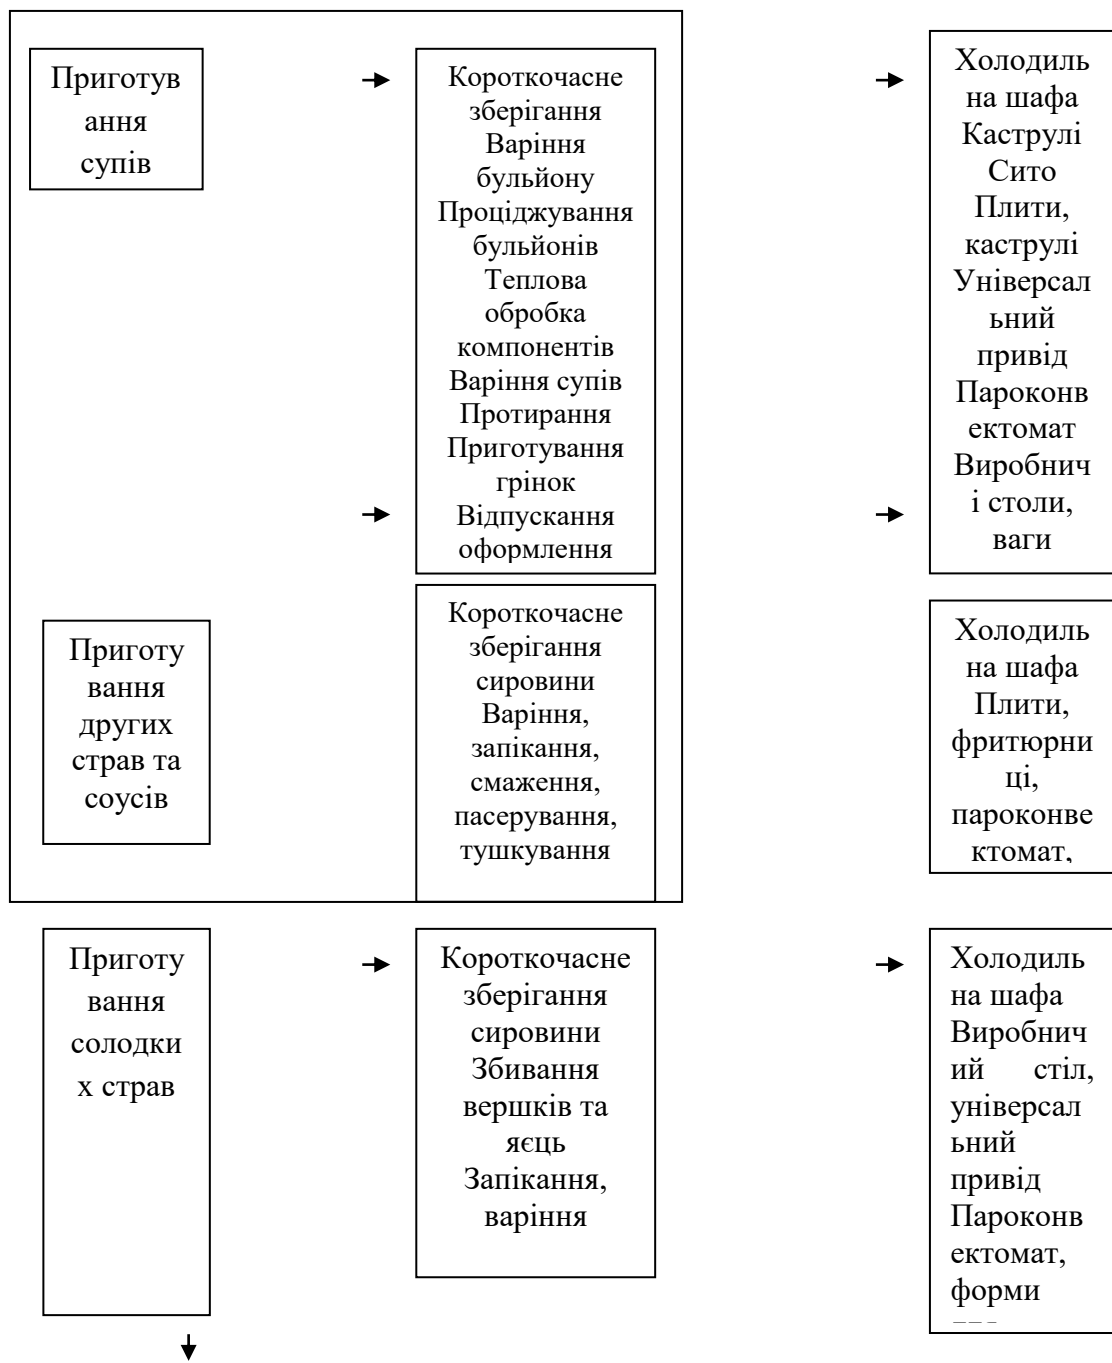 Приготув
ання
супів
Короткочасне
зберігання
Варіння
бульйону
Проціджування
бульйонів
Теплова
обробка
компонентів
Варіння супів
Протирання
Приготування
грінок
Відпускання
оформлення
Холодиль
на шафа
Каструлі
Сито
Плити,
каструлі
Універсал
ьний
привід
Пароконв
ектомат
Виробнич
і столи,
ваги
Приготу
вання
других
страв та
соусів
Короткочасне
зберігання
сировини
Варіння,
запікання,
смаження,
пасерування,
тушкування
Холодиль
на шафа
Плити,
фритюрни
ці,
пароконве
ктомат,
Приготу
вання
солодки
х страв
Короткочасне
зберігання
сировини
Збивання
вершків та
яєць
Запікання,
варіння
Холодиль
на шафа
Виробнич
ий стіл,
універсал
ьний
привід
Пароконв
ектомат,
форми